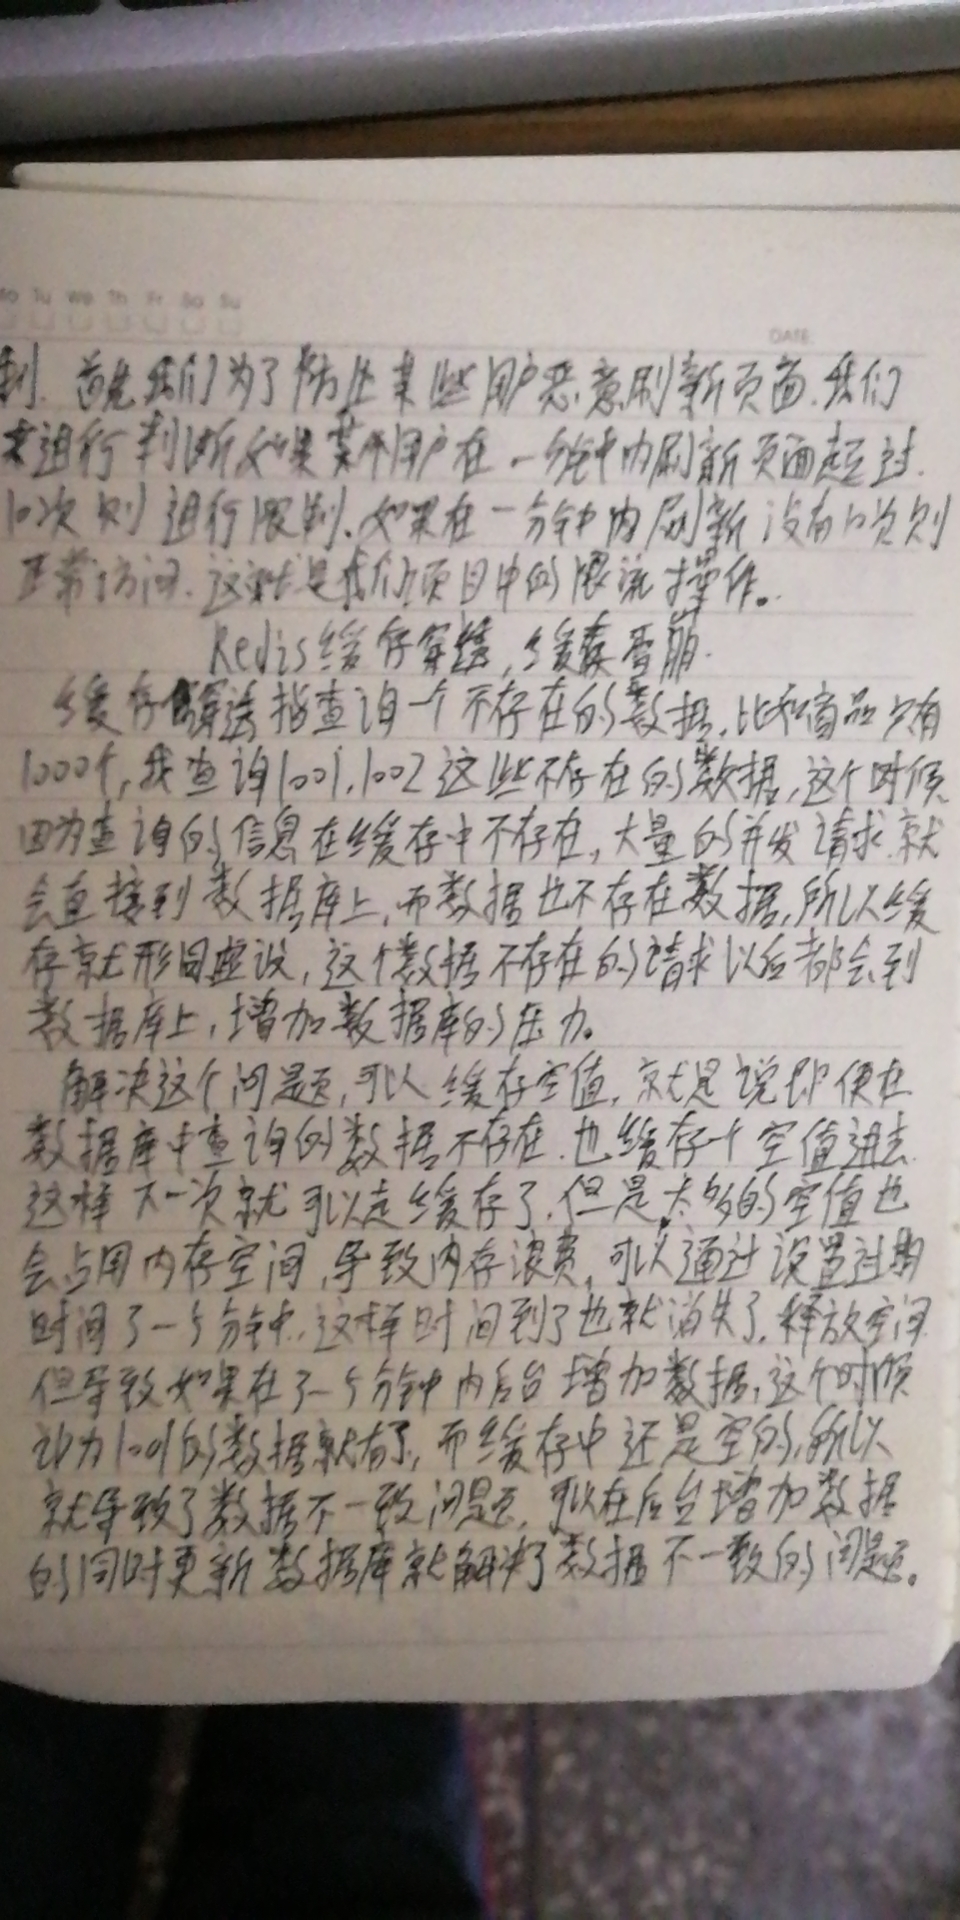 Mo Tu We Th Fr Sa Su
DATE
制. 首先我们为了防止某些用户恶意刷新页面.我们
来进行判断如果某个用户在一分钟内刷新页面超过
10次则进行限制.如果在一分钟内刷新没有10次则
正常访问.这就是我们项目中的限流操作。
Redis缓存穿透,缓存雪崩.
缓存穿透指查询一个不存在的数据,比如商品只有
1000个,我查询1001,1002这些不存在的数据,这个时候
因为查询的信息在缓存中不存在,大量的并发请求就
会直接到数据库上,而数据也不存在数据,所以缓
存就形同虚设,这个数据不存在的请求以后都会到
数据库上,增加数据库的压力。
解决这个问题,可以缓存空值,就是说即便在
数据库中查询的数据不存在.也缓存个空值进去
这样下一次就可以走缓存了.但是太多的空值也
会占用内存空间,导致内存浪费,可以通过设置过期
时间3-5分钟.这样时间到了也就消失了.释放空间
但导致如果在3-5分钟内后台增加数据,这个时候
认为1001的数据就有了,而缓存中还是空的,所以
就导致了数据不一致问题,可以在后台增加数据
的同时更新数据库就解决了数据不一致的问题。